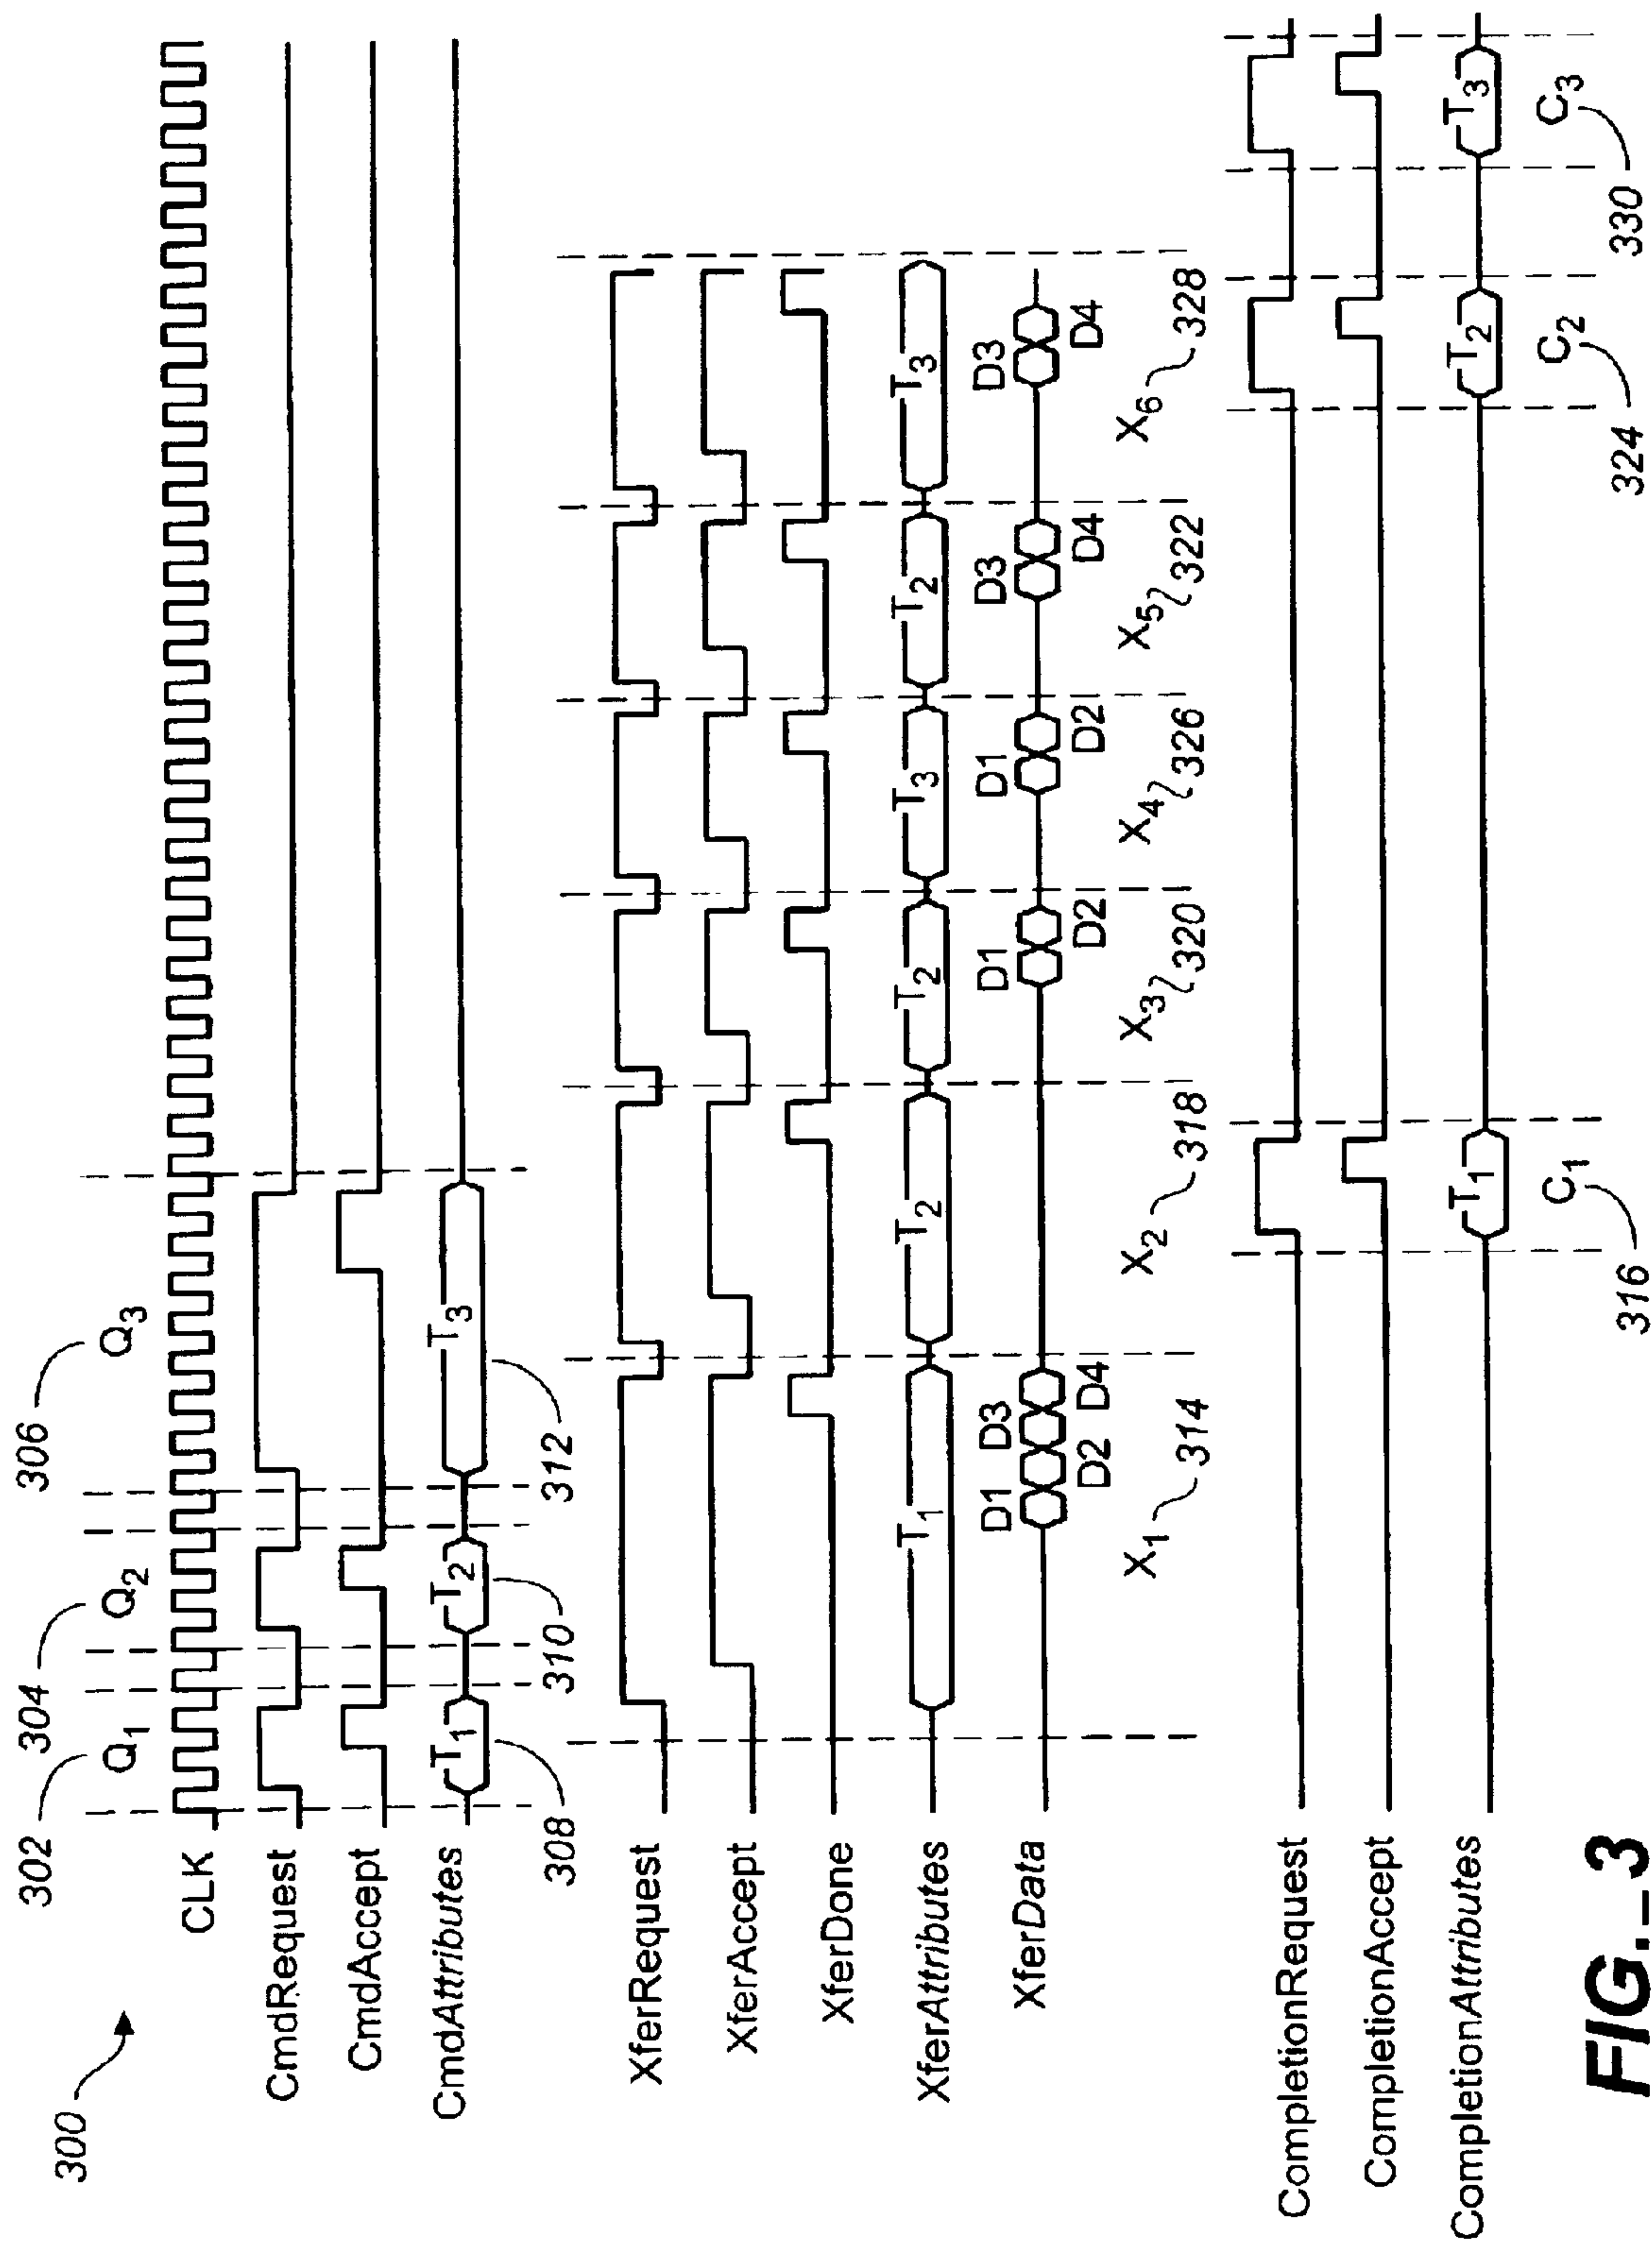 300
302 304 306
Q1 Q2 Q3
CLK
CmdRequest
CmdAccept
CmdAttributes T1 T2 T3
308 310 312
XferRequest
XferAccept
XferDone
XferAttributes T1 T2 T2 T3 T2 T3
D1 D3 D1 D1 D3 D3
XferData
D2 D4 D2 D2 D4 D4
X1 314 X2 318 X3 320 X4 326 X5 322 X6 328
CompletionRequest
CompletionAccept
CompletionAttributes T1 T2 T3
C1 C2 C3
316 324 330
FIG._3